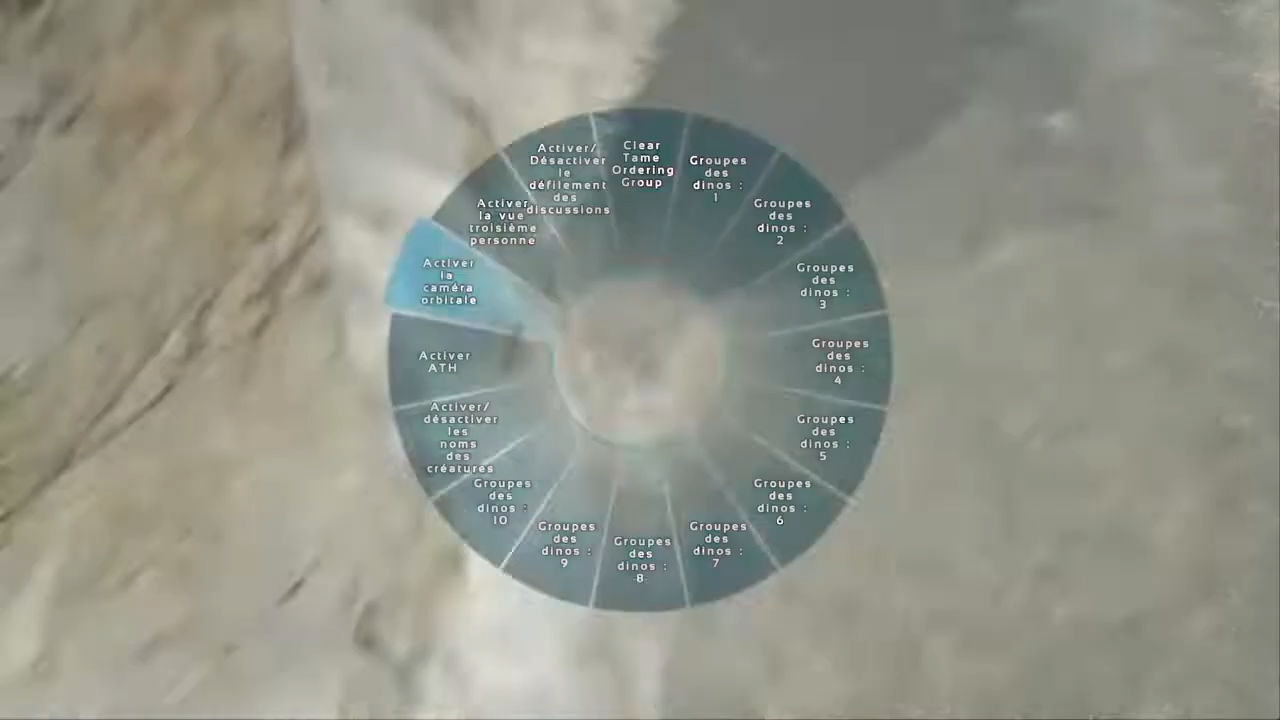 Clear
Tame
Ordering
Group
Groupes
des
dinos :
1
Groupes
des
dinos :
2
Groupes
des
dinos :
3
Groupes
des
dinos :
4
Groupes
des
dinos :
5
Groupes
des
dinos :
6
Groupes
des
dinos :
7
Groupes
des
dinos :
8
Groupes
des
dinos :
9
Groupes
des
dinos :
10
Activer/
désactiver
les
noms
des
créatures
Activer
ATH
Activer
la
caméra
orbitale
Activer
la vue
troisième
personne
Activer/
Désactiver
le
défilement
des
discussions